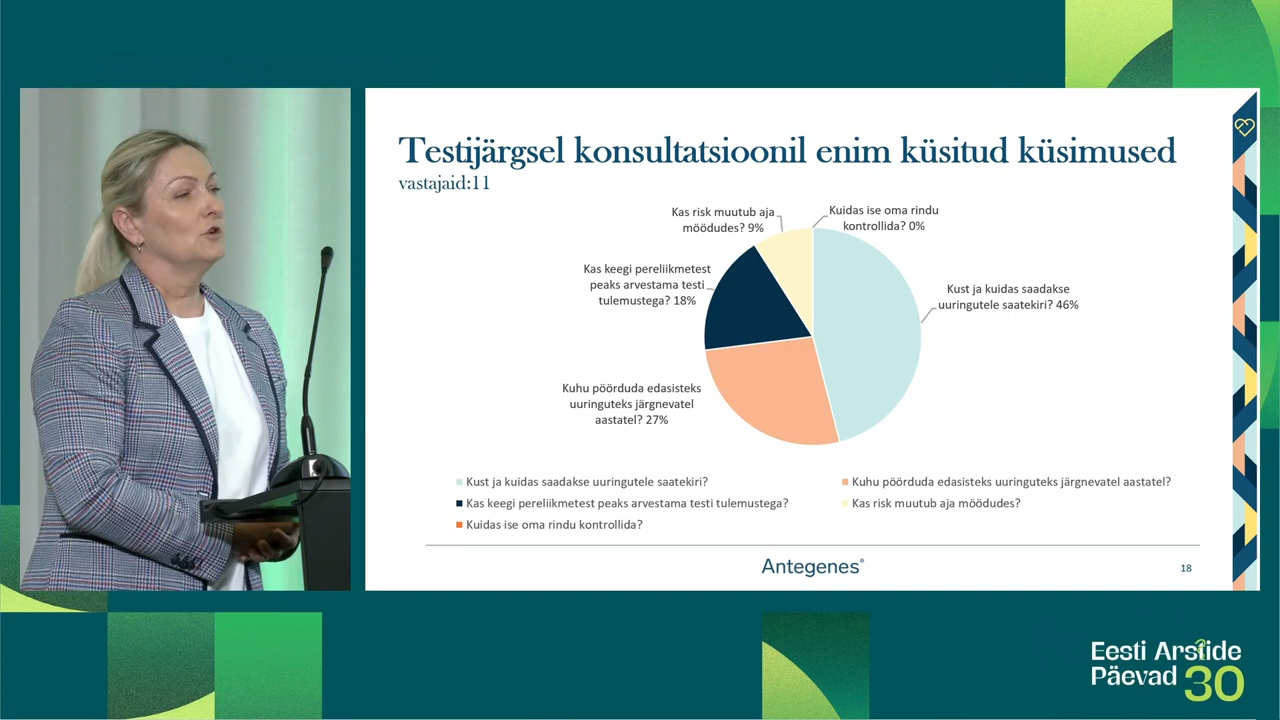 Testijärgsel konsultatsioonil enim küsitud küsimused
vastajaid:11
Kas risk muutub aja
möödudes? 9%
Kuidas ise oma rindu
kontrollida? 0%
Kas keegi pereliikmetest
peaks arvestama testi
tulemustega? 18%
Kust ja kuidas saadakse
uuringutele saatekiri? 46%
Kuhu pöörduda edasisteks
uuringuteks järgnevatel
aastatel? 27%
Kust ja kuidas saadakse uuringutele saatekiri?
Kuhu pöörduda edasisteks uuringuteks järgnevatel aastatel?
Kas keegi pereliikmetest peaks arvestama testi tulemustega?
Kas risk muutub aja möödudes?
Kuidas ise oma rindu kontrollida?
Antegenes®
18
Eesti Arstide
Päevad 30